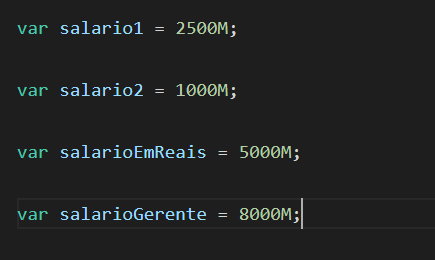 var salario1 = 2500M;
var salario2 = 1000M;
var salarioEmReais = 5000M;
var salarioGerente = 8000M;